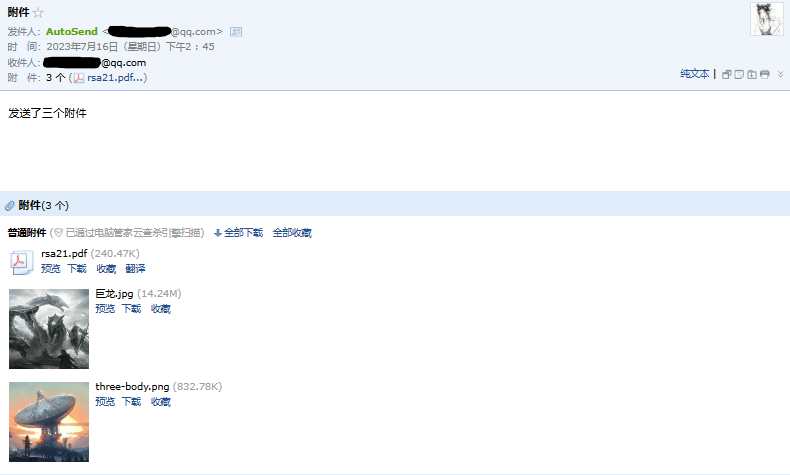 附件
发件人：AutoSend <@qq.com>
时　间：2023年7月16日（星期日）下午2：45
收件人：@qq.com
附　件：3 个 (rsa21.pdf...)
纯文本 |
发送了三个附件
附件(3 个)
普通附件 (已通过电脑管家云查杀引擎扫描) 全部下载 全部收藏
rsa21.pdf (240.47K)
预览 下载 收藏 翻译
巨龙.jpg (14.24M)
预览 下载 收藏
three-body.png (832.78K)
预览 下载 收藏